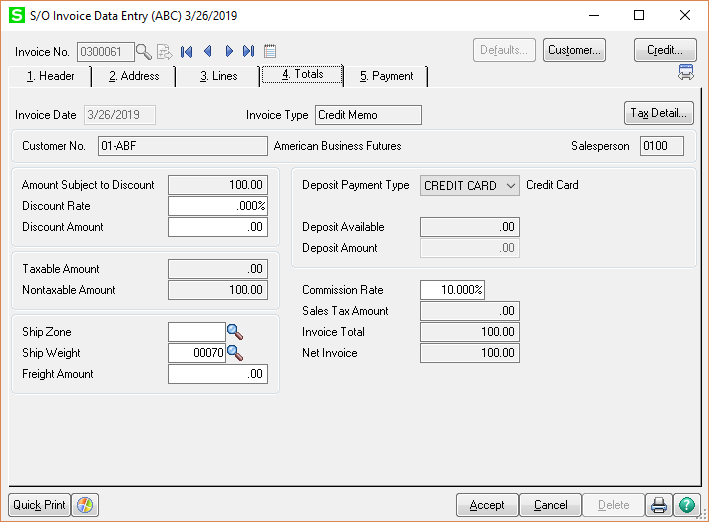 S S/O Invoice Data Entry (ABC) 3/26/2019
Invoice No. 0300061 Defaults... Customer... Credit...
1. Header 2. Address 3. Lines 4. Totals 5. Payment
Invoice Date 3/26/2019 Invoice Type Credit Memo Tax Detail...
Customer No. 01-ABF American Business Futures Salesperson 0100
Amount Subject to Discount 100.00 Deposit Payment Type CREDIT CARD Credit Card
Discount Rate .000%
Discount Amount .00 Deposit Available .00
Deposit Amount .00
Taxable Amount .00
Nontaxable Amount 100.00 Commission Rate 10.000%
Sales Tax Amount .00
Ship Zone Invoice Total 100.00
Ship Weight 00070 Net Invoice 100.00
Freight Amount .00
Quick Print Accept Cancel Delete ?